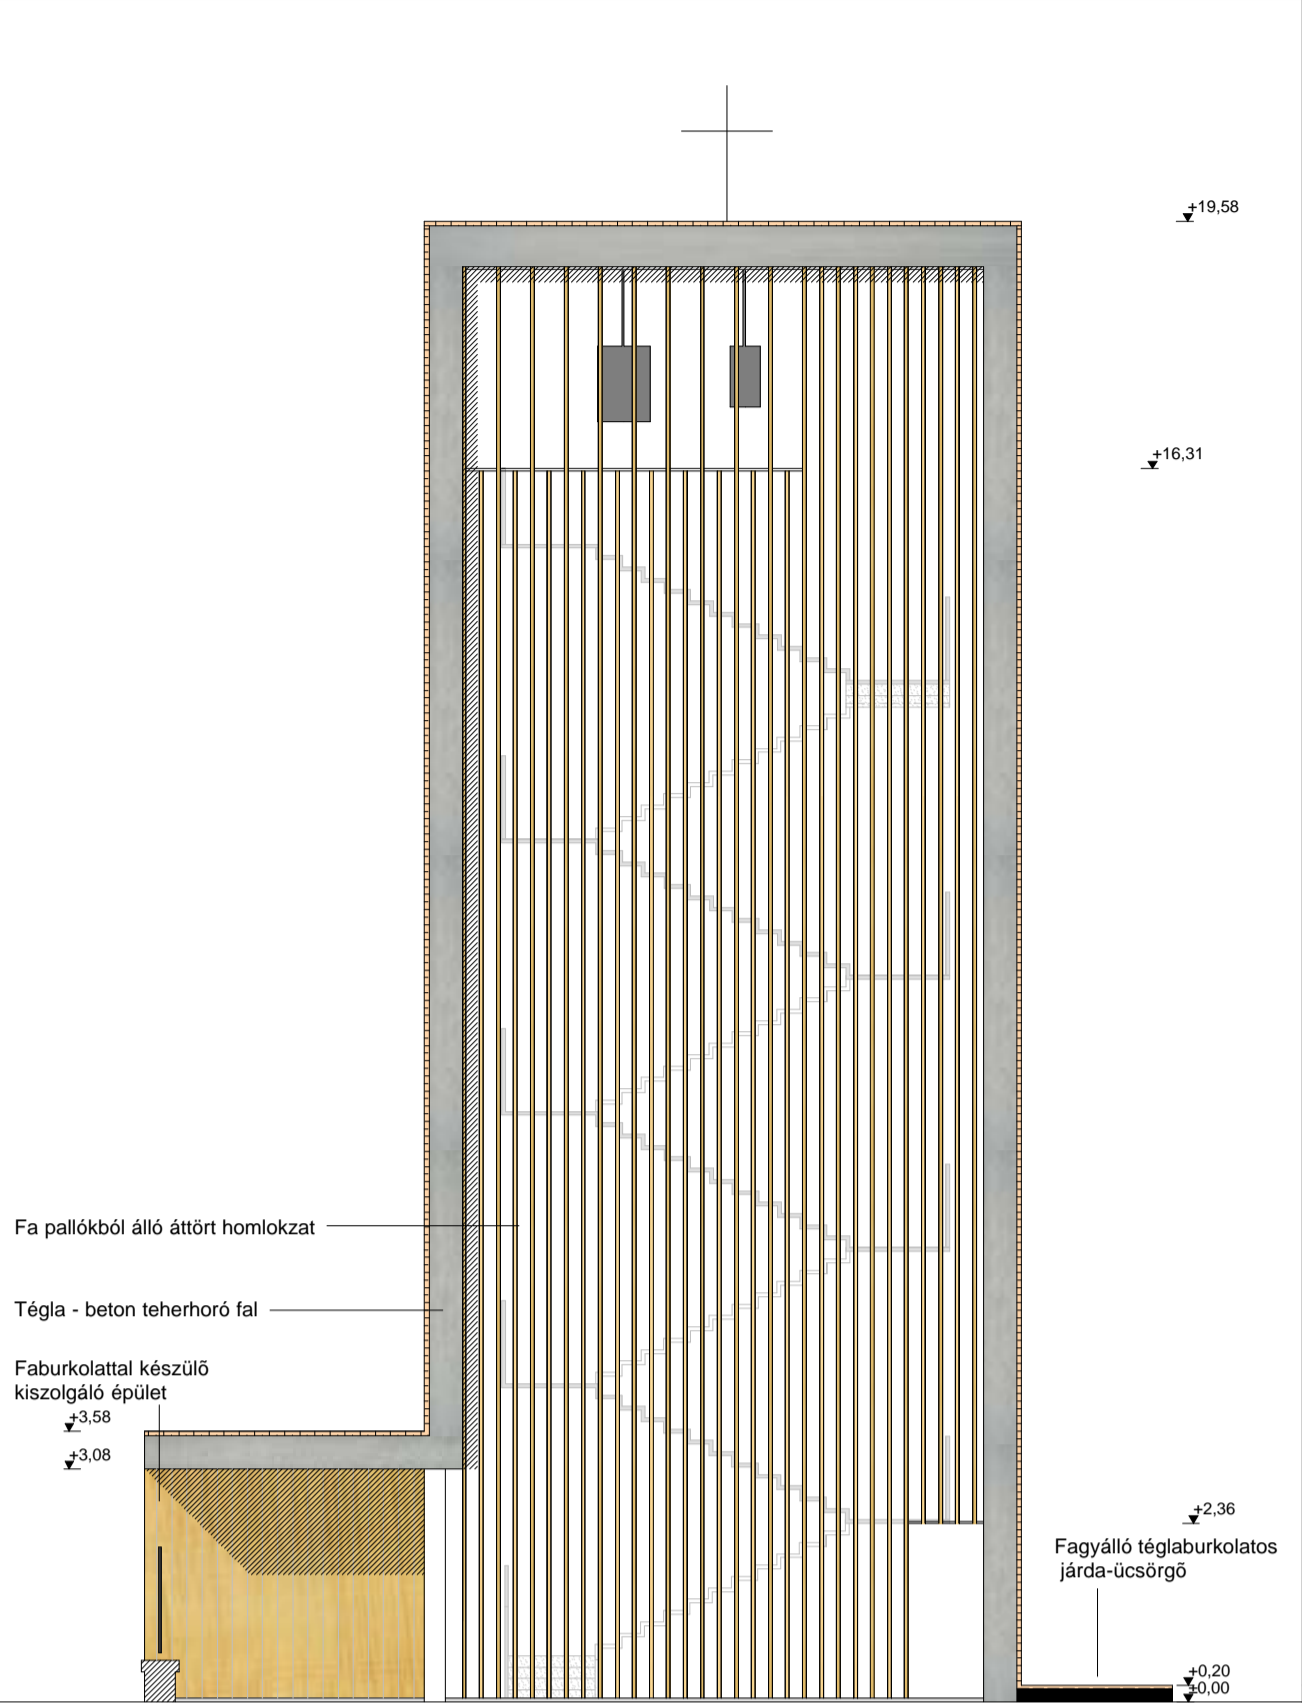 +19,58
+16,31
Fa pallókból álló áttört homlokzat
Tégla - beton teherhoró fal
Faburkolattal készülõ
kiszolgáló épület
+3,58
+3,08
+2,36
Fagyálló téglaburkolatos
járda-ücsörgõ
+0,20
±0,00